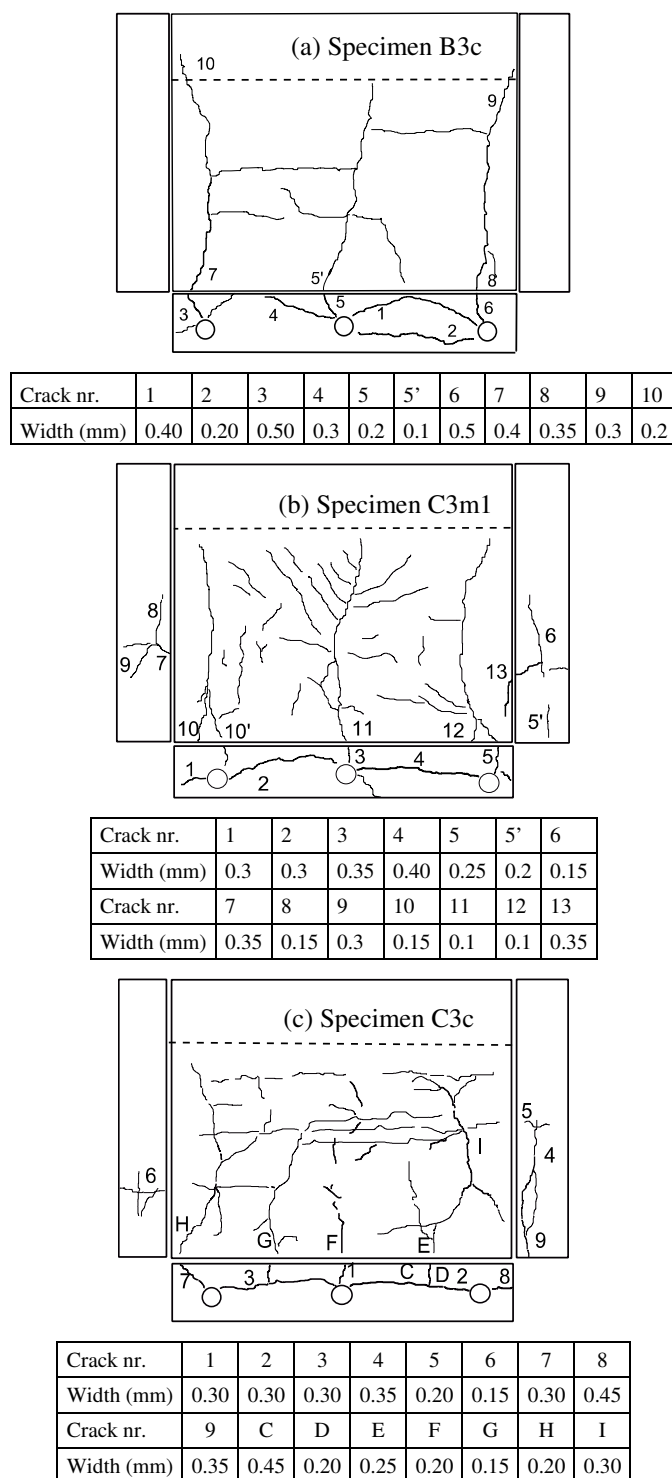 (a) Specimen B3c
10
9
7
5'
8
3
4
5
1
2
6
Crack nr. 1 2 3 4 5 5’ 6 7 8 9 10
Width (mm) 0.40 0.20 0.50 0.3 0.2 0.1 0.5 0.4 0.35 0.3 0.2
(b) Specimen C3m1
8
9
7
6
13
5'
10
10'
11
12
1
2
3
4
5
Crack nr. 1 2 3 4 5 5’ 6
Width (mm) 0.3 0.3 0.35 0.40 0.25 0.2 0.15
Crack nr. 7 8 9 10 11 12 13
Width (mm) 0.35 0.15 0.3 0.15 0.1 0.1 0.35
(c) Specimen C3c
5
4
I
6
H
G
F
E
9
7
3
1
C
D
2
8
Crack nr. 1 2 3 4 5 6 7 8
Width (mm) 0.30 0.30 0.30 0.35 0.20 0.15 0.30 0.45
Crack nr. 9 C D E F G H I
Width (mm) 0.35 0.45 0.20 0.25 0.20 0.15 0.20 0.30